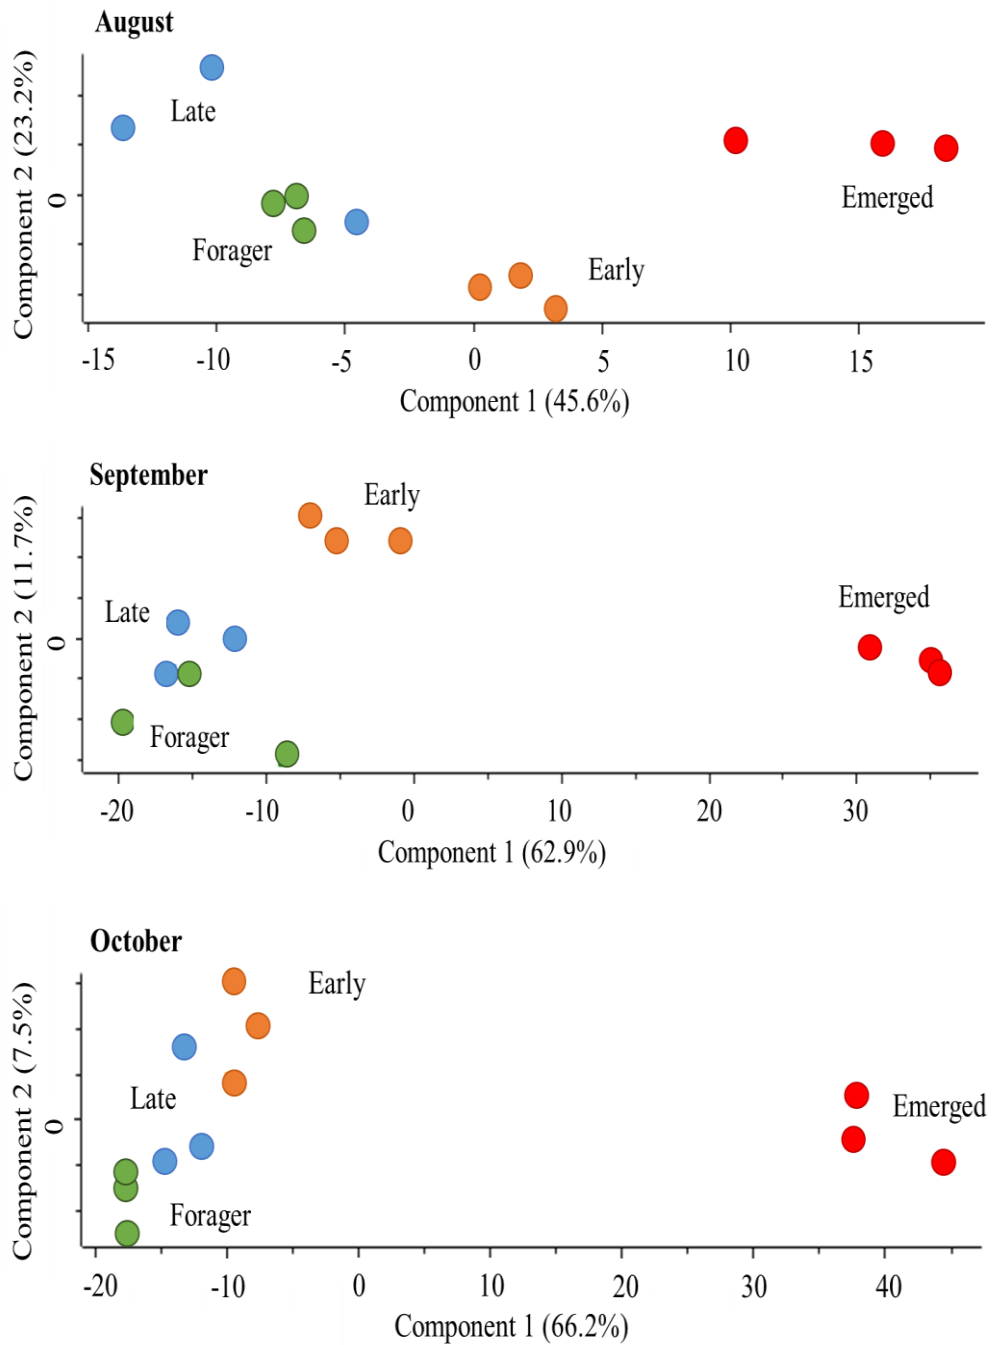 August
Component 2 (23.2%)
0
Late
Forager
Early
Emerged
-15 -10 -5 0 5 10 15
Component 1 (45.6%)
September
Component 2 (11.7%)
0
Early
Late
Forager
Emerged
-20 -10 0 10 20 30
Component 1 (62.9%)
October
Component 2 (7.5%)
0
Early
Late
Forager
Emerged
-20 -10 0 10 20 30 40
Component 1 (66.2%)